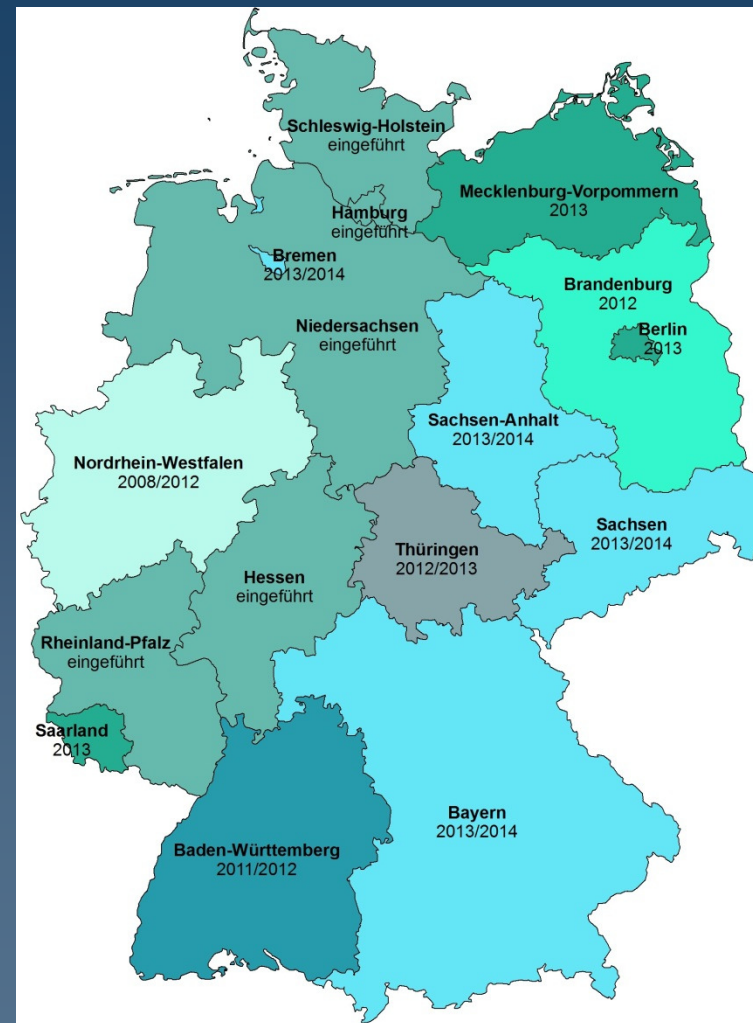 Schleswig-Holstein
eingeführt
Mecklenburg-Vorpommern
2013
Hamburg
eingeführt
Bremen
2013/2014
Brandenburg
2012
Berlin
2013
Niedersachsen
eingeführt
Sachsen-Anhalt
2013/2014
Nordrhein-Westfalen
2008/2012
Sachsen
2013/2014
Thüringen
2012/2013
Hessen
eingeführt
Rheinland-Pfalz
eingeführt
Saarland
2013
Bayern
2013/2014
Baden-Württemberg
2011/2012